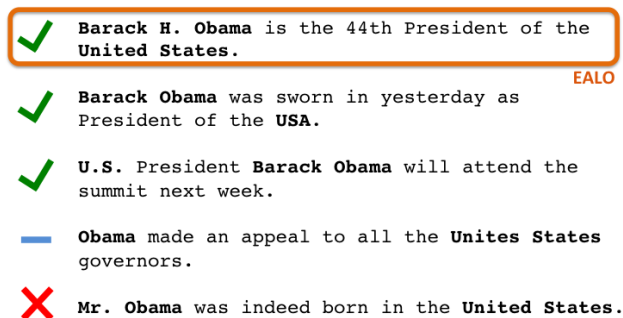 Barack H. Obama is the 44th President of the
United States.
EALO
Barack Obama was sworn in yesterday as
President of the USA.
U.S. President Barack Obama will attend the
summit next week.
Obama made an appeal to all the Unites States
governors.
Mr. Obama was indeed born in the United States.